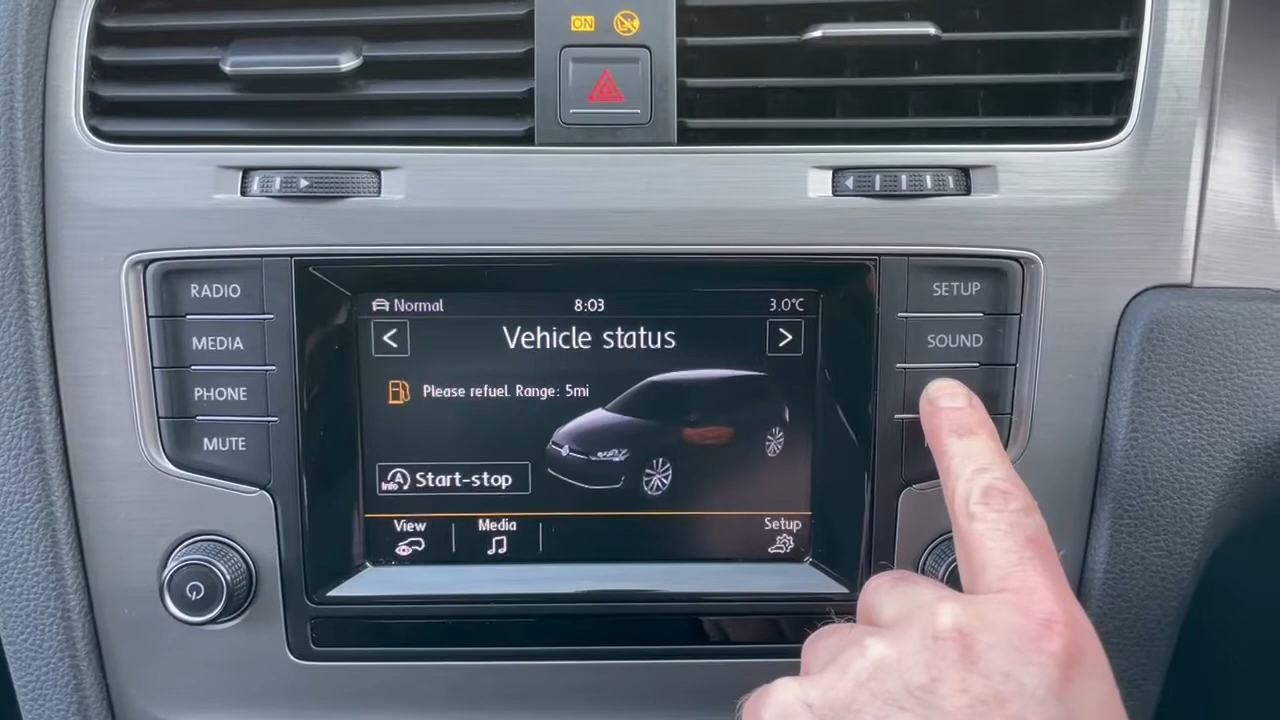 ON
RADIO
MEDIA
PHONE
MUTE
SETUP
SOUND
Normal
8:03
3.0°C
<
Vehicle status
>
Please refuel. Range: 5mi
Info A Start-stop
View
Media
Setup